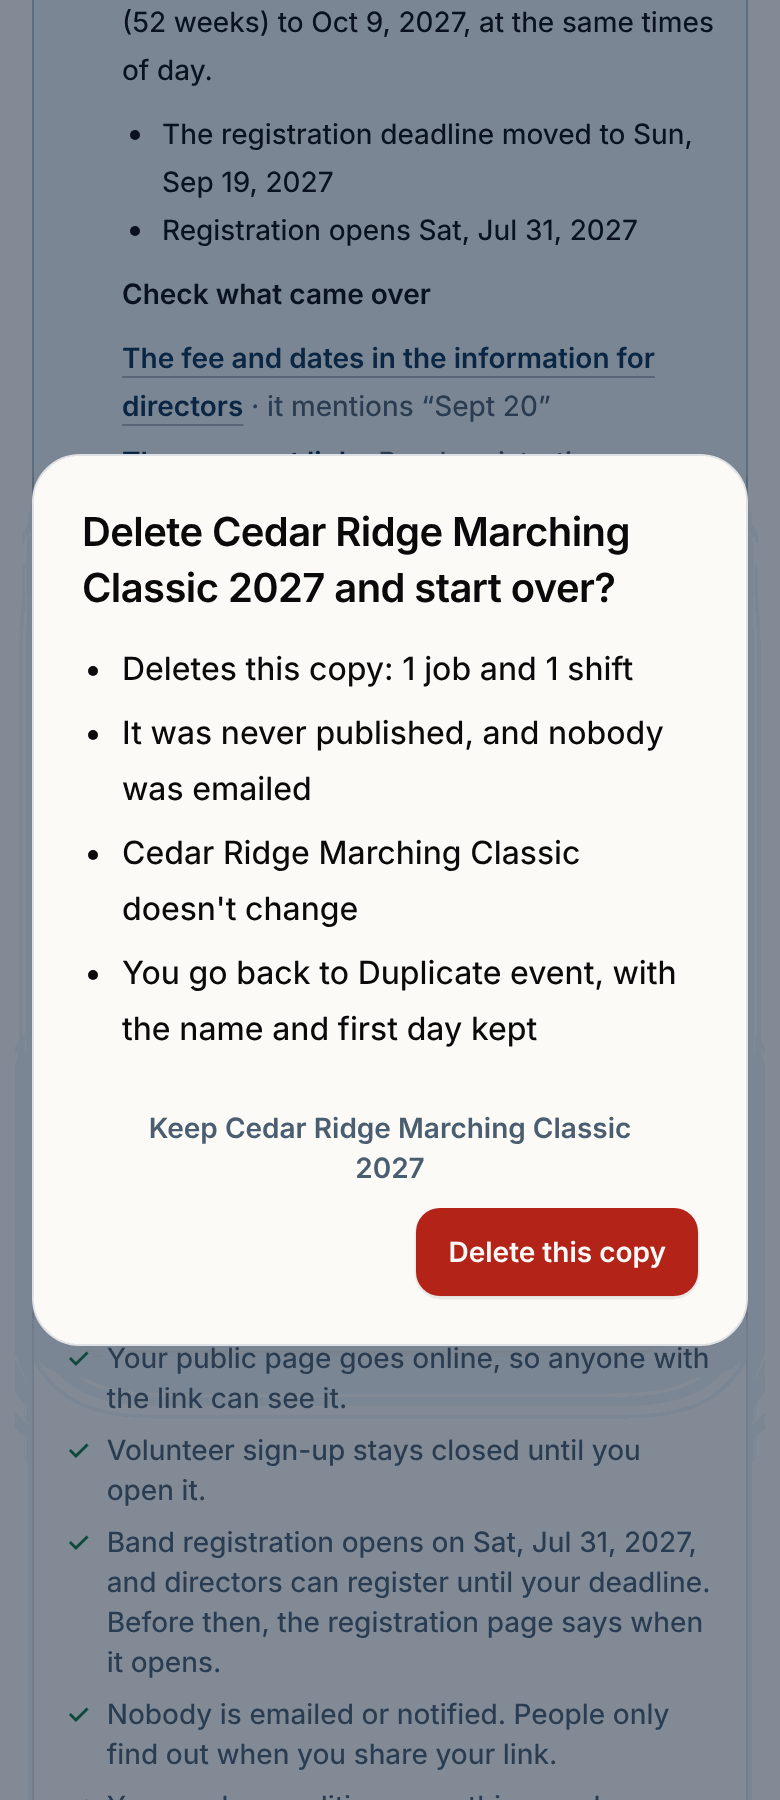 (52 weeks) to Oct 9, 2027, at the same times
of day.
• The registration deadline moved to Sun,
Sep 19, 2027
• Registration opens Sat, Jul 31, 2027
Check what came over
The fee and dates in the information for
directors · it mentions “Sept 20”
Delete Cedar Ridge Marching
Classic 2027 and start over?
• Deletes this copy: 1 job and 1 shift
• It was never published, and nobody
was emailed
• Cedar Ridge Marching Classic
doesn't change
• You go back to Duplicate event, with
the name and first day kept
Keep Cedar Ridge Marching Classic
2027
Delete this copy
✓ Your public page goes online, so anyone with
the link can see it.
✓ Volunteer sign-up stays closed until you
open it.
✓ Band registration opens on Sat, Jul 31, 2027,
and directors can register until your deadline.
Before then, the registration page says when
it opens.
✓ Nobody is emailed or notified. People only
find out when you share your link.